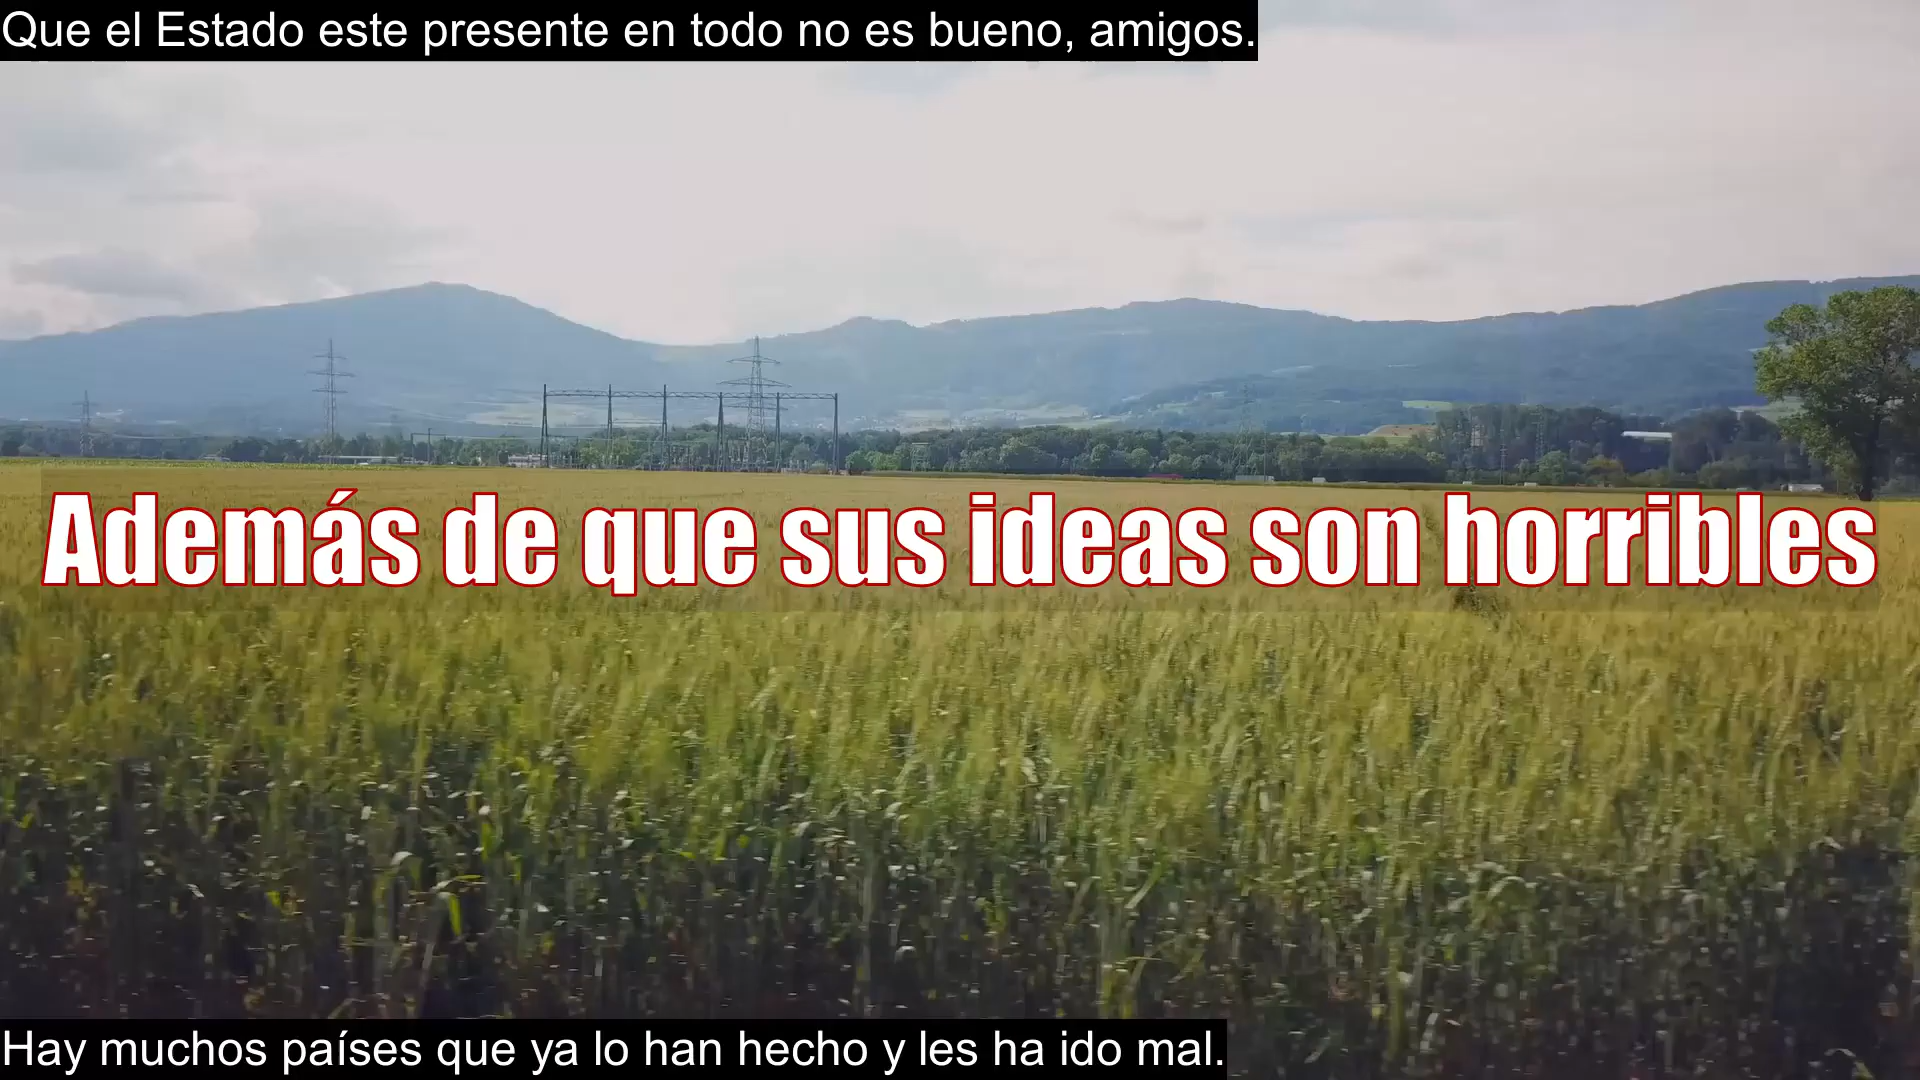 Que el Estado este presente en todo no es bueno, amigos.
Además de que sus ideas son horribles
Hay muchos países que ya lo han hecho y les ha ido mal.